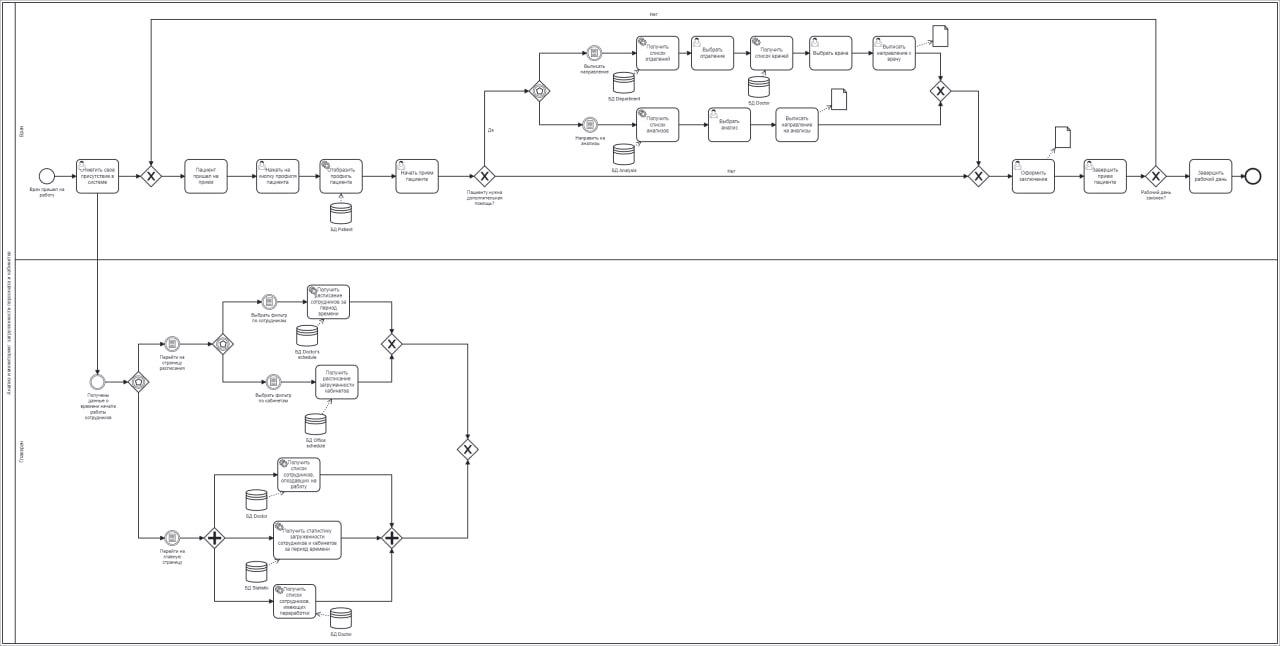 Нет
Врач
Врач пришел на
работу
Отметить свое
присутствие в
системе
Пациент
пришел на
прием
Нажать на
кнопку профиля
пациента
Отобразить
профиль
пациента
БД Patient
Начать прием
пациента
Пациенту нужна
дополнительная
помощь?
Да
Нет
Выписать
направление
Получить
список
отделений
БД Department
Выбрать
отделение
Получить
список врачей
БД Doctor
Выбрать врача
Выписать
направление к
врачу
Направить на
анализы
Получить
список
анализов
БД Analysis
Выбрать
анализ
Выписать
направление
на анализы
Оформить
заключение
Завершить
прием
пациента
Рабочий день
закончен?
Завершить
рабочий день
Анализ и мониторинг загруженности персонала и кабинетов
Главврач
Получены
данные о
времени начала
работы
сотрудников
Перейти на
страницу
расписания
Выбрать фильтр
по сотрудникам
Получить
расписание
сотрудников за
период
времени
БД Doctor's
schedule
Выбрать фильтр
по кабинетам
Получить
расписание
загруженности
кабинетов
БД Office
schedule
Перейти на
главную
страницу
Получить
список
сотрудников,
опоздавших на
работу
БД Doctor
Получить статистику
загруженности
сотрудников и кабинетов
за период времени
БД Statistic
Получить
список
сотрудников,
имеющих
переработки
БД Doctor